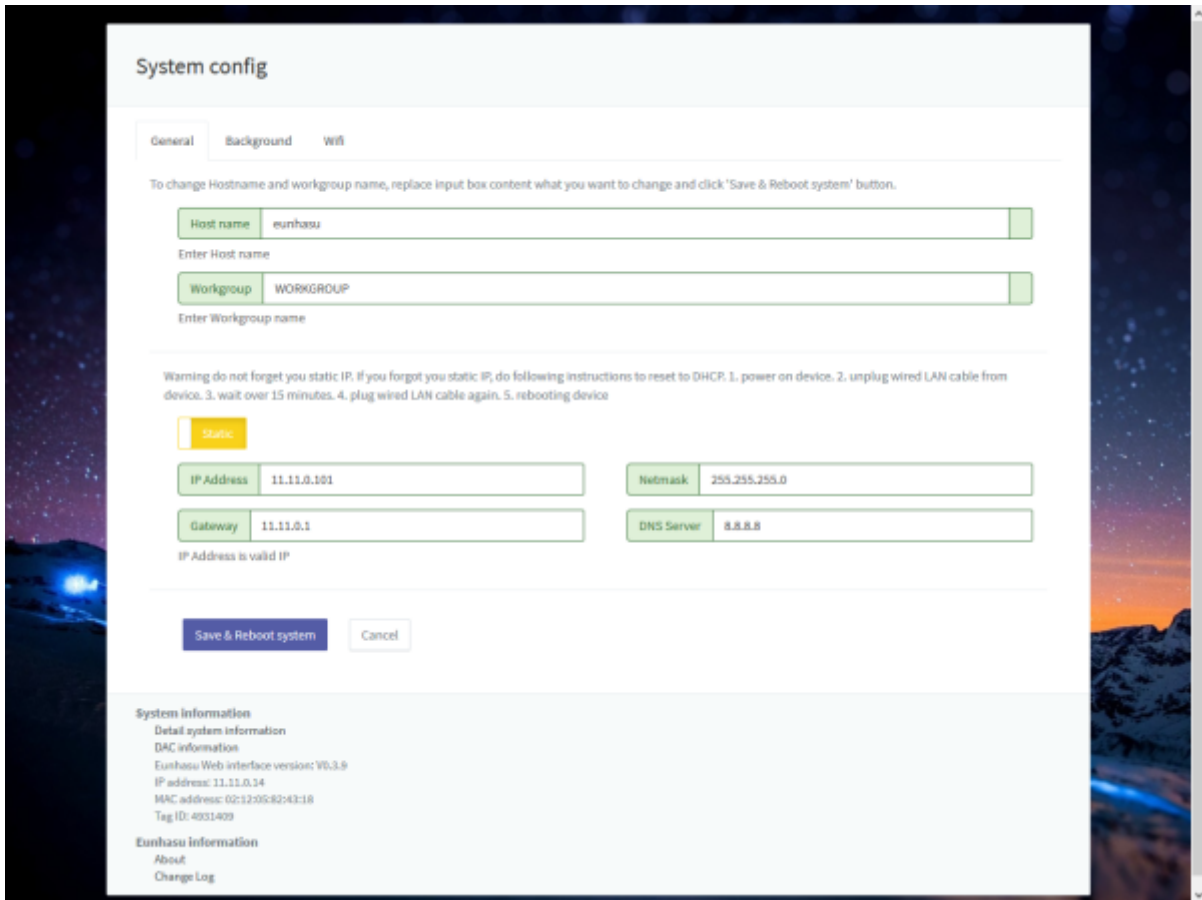 System config
General Background Wifi
To change Hostname and workgroup name, replace input box content what you want to change and click 'Save & Reboot system' button.
Host name eunhasu
Enter Host name
Workgroup WORKGROUP
Enter Workgroup name
Warning do not forget you static IP. If you forgot you static IP, do following instructions to reset to DHCP. 1. power on device. 2. unplug wired LAN cable from
device. 3. wait over 15 minutes. 4. plug wired LAN cable again. 5. rebooting device
Static
IP Address 11.11.0.101 Netmask 255.255.255.0
Gateway 11.11.0.1 DNS Server 8.8.8.8
IP Address is valid IP
Save & Reboot system Cancel
System information
Detail system information
DAC information
Eunhasu Web interface version: V0.3.9
IP address: 11.11.0.14
MAC address: 02:12:05:82:43:18
Tag ID: 4931409
Eunhasu information
About
Change Log